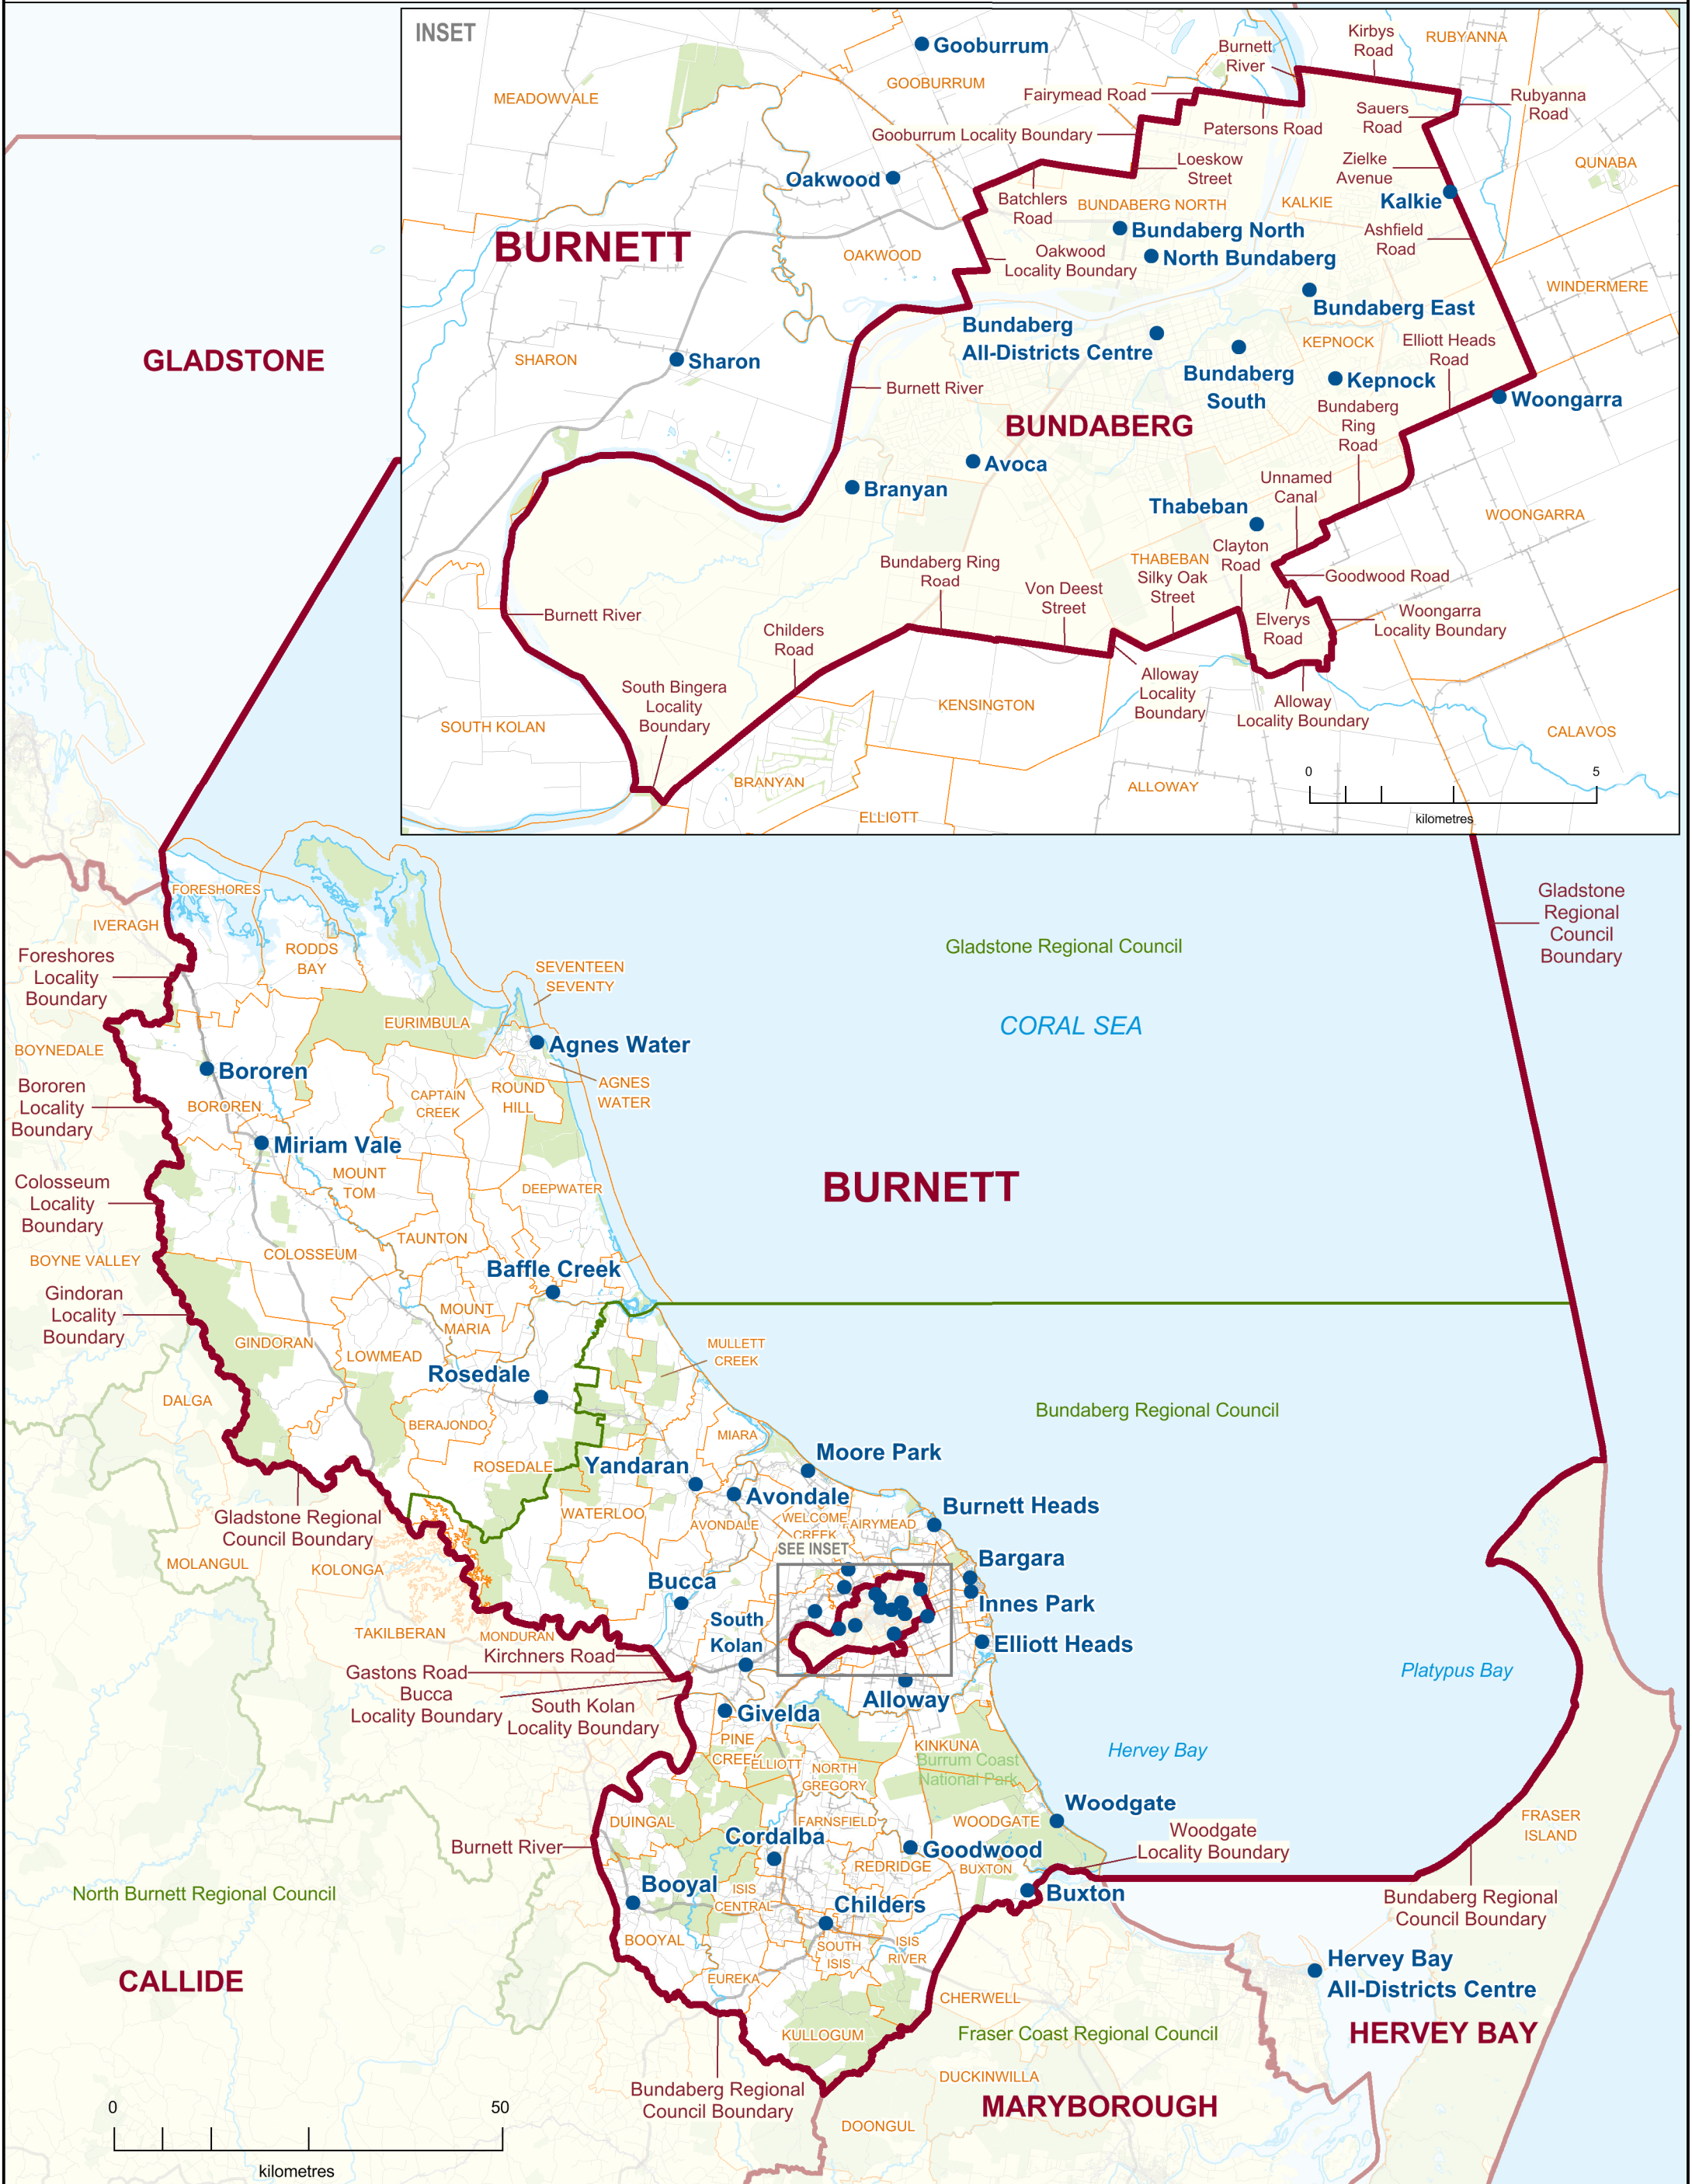 INSET
Gooburrum
GOOBURRUM
MEADOWVALE
Burnett
River
Kirbys
Road
RUBYANNA
Fairymead Road
Rubyanna
Road
Sauers
Road
Patersons Road
Gooburrum Locality Boundary
Loeskow
Street
Zielke
Avenue
QUNABA
Oakwood
Batchlers
Road
BUNDABERG NORTH
KALKIE
Kalkie
BURNETT
Bundaberg North
Ashfield
Road
OAKWOOD
Oakwood
Locality Boundary
North Bundaberg
WINDERMERE
Bundaberg East
Bundaberg
All-Districts Centre
KEPNOCK
Elliott Heads
Road
SHARON
Sharon
Bundaberg
South
Kepnock
Burnett River
Woongarra
BUNDABERG
Bundaberg
Ring
Road
Avoca
Branyan
Unnamed
Canal
Thabeban
WOONGARRA
Clayton
Road
THABEBAN
Bundaberg Ring
Road
Silky Oak
Street
Von Deest
Street
Goodwood Road
Burnett River
Childers
Road
Elverys
Road
Woongarra
Locality Boundary
South Bingera
Locality
Boundary
Alloway
Locality
Boundary
Alloway
Locality Boundary
KENSINGTON
SOUTH KOLAN
CALAVOS
BRANYAN
ALLOWAY
ELLIOTT
0
5
kilometres
GLADSTONE
FORESHORES
IVERAGH
Gladstone
Regional
Council
Boundary
Foreshores
Locality
Boundary
RODDS
BAY
Gladstone Regional Council
SEVENTEEN
SEVENTY
EURIMBULA
CORAL SEA
BOYNEDALE
Agnes Water
Bororen
Bororen
Locality
Boundary
BOROREN
CAPTAIN
CREEK
ROUND
HILL
AGNES
WATER
Miriam Vale
MOUNT
TOM
Colosseum
Locality
Boundary
DEEPWATER
BURNETT
TAUNTON
BOYNE VALLEY
COLOSSEUM
Baffle Creek
Gindoran
Locality
Boundary
MOUNT
MARIA
GINDORAN
LOWMEAD
MULLETT
CREEK
Rosedale
DALGA
BERAJONDO
Bundaberg Regional Council
MIARA
Moore Park
ROSEDALE
Yandaran
Avondale
Burnett Heads
Gladstone Regional
Council Boundary
WATERLOO
AVONDALE
WELCOME
CREEK
FAIRYMEAD
SEE INSET
MOLANGUL
KOLONGA
Bargara
Bucca
Innes Park
South
Kolan
TAKILBERAN
MONDURAN
Elliott Heads
Kirchners Road
Gastons Road
Bucca
Locality Boundary
South Kolan
Locality Boundary
Platypus Bay
Alloway
Givelda
PINE
CREEK
ELLIOTT
NORTH
GREGORY
KINKUNA
Burrum Coast
National Park
Hervey Bay
Woodgate
DUINGAL
FARNSFIELD
WOODGATE
FRASER
ISLAND
Burnett River
Cordalba
Goodwood
Woodgate
Locality Boundary
REDRIDGE
BUXTON
Booyal
ISIS
CENTRAL
Buxton
North Burnett Regional Council
Childers
Bundaberg Regional
Council Boundary
BOOYAL
SOUTH
ISIS
ISIS
RIVER
Hervey Bay
All-Districts Centre
CALLIDE
EUREKA
CHERWELL
KULLOGUM
Fraser Coast Regional Council
HERVEY BAY
DUCKINWILLA
Bundaberg Regional
Council Boundary
MARYBOROUGH
DOONGUL
0
50
kilometres